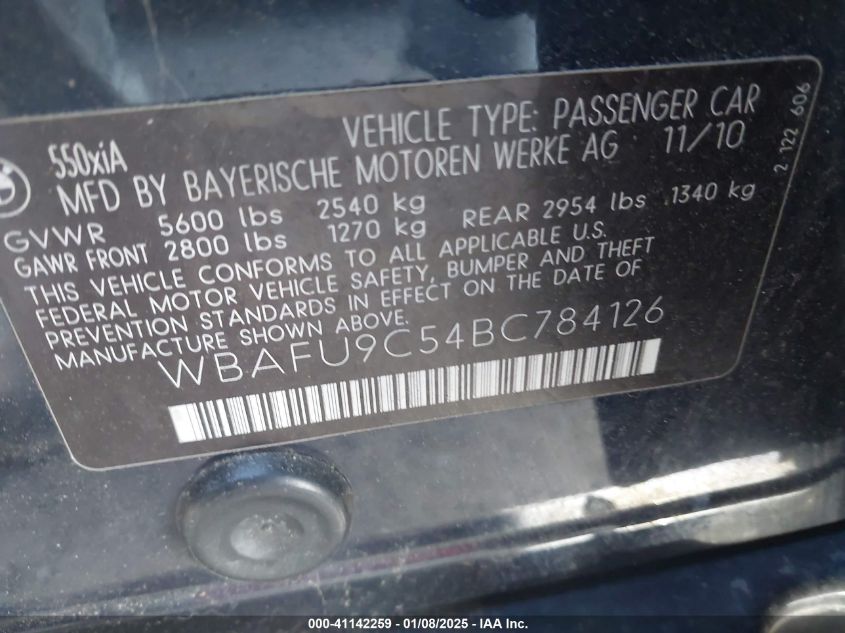 550xiA
VEHICLE TYPE: PASSENGER CAR
MFD BY BAYERISCHE MOTOREN WERKE AG 11/10
GVWR 5600 lbs 2540 kg
GAWR FRONT 2800 lbs 1270 kg REAR 2954 lbs 1340 kg
THIS VEHICLE CONFORMS TO ALL APPLICABLE U.S.
FEDERAL MOTOR VEHICLE SAFETY, BUMPER AND THEFT
PREVENTION STANDARDS IN EFFECT ON THE DATE OF
MANUFACTURE SHOWN ABOVE.
WBAFU9C54BC784126
2 122 606
000-41142259 | 01/08/2025 - IAA Inc.